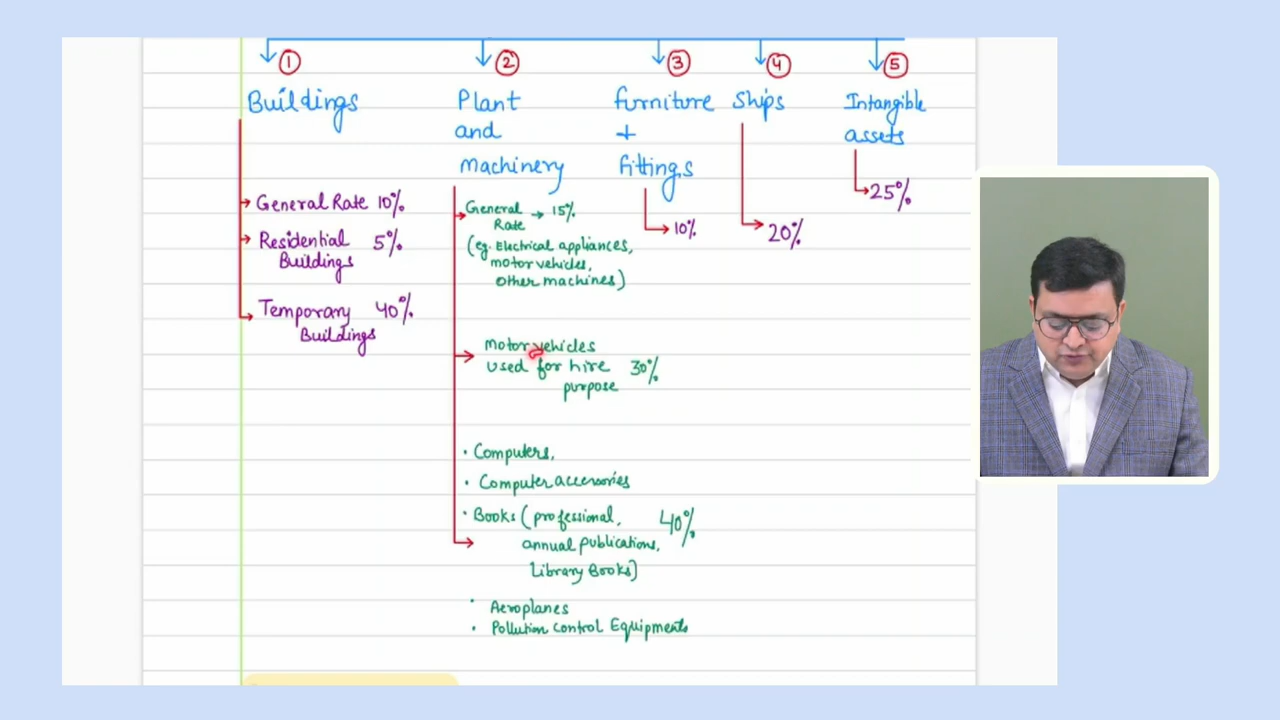 ①
Buildings
General Rate 10%
Residential 5%
Buildings
Temporary 40%
Buildings
②
Plant
and
machinery
General → 15%
Rate
(eg. Electrical appliances,
motor vehicles,
other machines)
motor vehicles
used for hire 30%
purpose
· Computers,
· Computer accessories
· Books (professional, 40%
annual publications,
Library Books)
· Aeroplanes
· Pollution control Equipments
③
furniture
+
fittings
10%
④
Ships
20%
⑤
Intangible
assets
25%